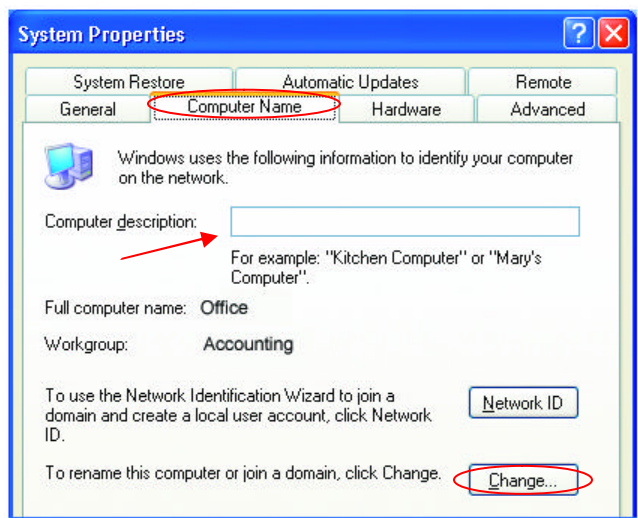 System Properties
System Restore Automatic Updates Remote
General Computer Name Hardware Advanced
Windows uses the following information to identify your computer
on the network.
Computer description:
For example: "Kitchen Computer" or "Mary's
Computer".
Full computer name: Office
Workgroup: Accounting
To use the Network Identification Wizard to join a
domain and create a local user account, click Network
ID.
Network ID
To rename this computer or join a domain, click Change.
Change...